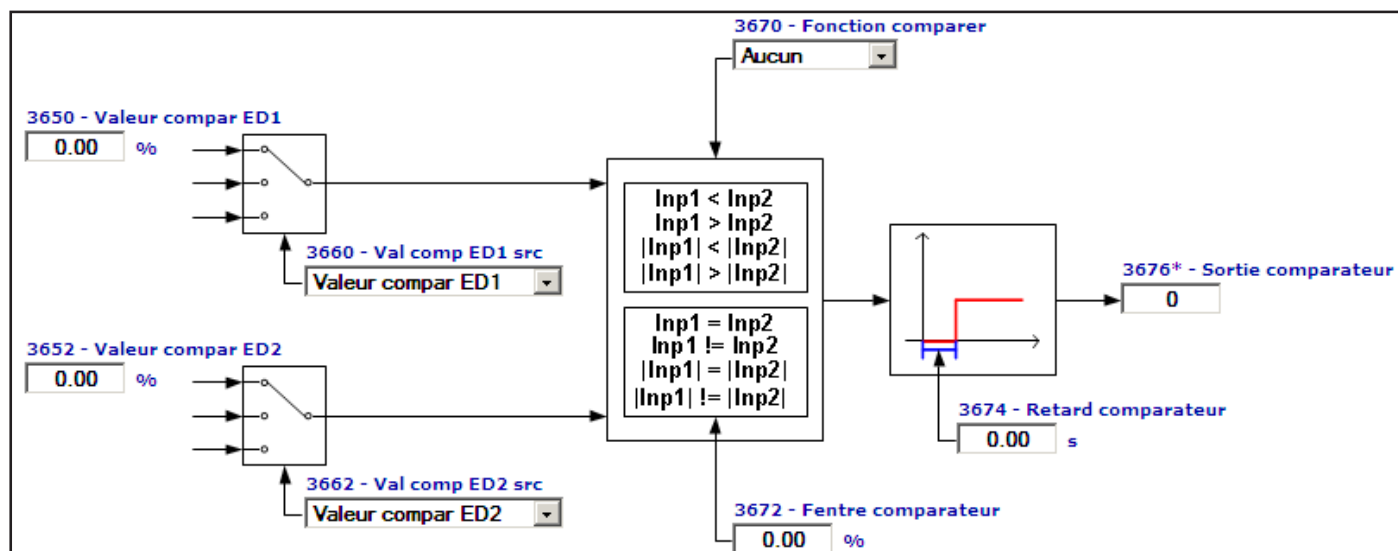 3670 - Fonction comparer
Aucun
3650 - Valeur compar ED1
0.00 %
3660 - Val comp ED1 src
Valeur compar ED1
Inp1 < Inp2
Inp1 > Inp2
|Inp1| < |Inp2|
|Inp1| > |Inp2|
Inp1 = Inp2
Inp1 != Inp2
|Inp1| = |Inp2|
|Inp1| != |Inp2|
3676* - Sortie comparateur
0
3652 - Valeur compar ED2
0.00 %
3674 - Retard comparateur
0.00 s
3662 - Val comp ED2 src
Valeur compar ED2
3672 - Fentre comparateur
0.00 %